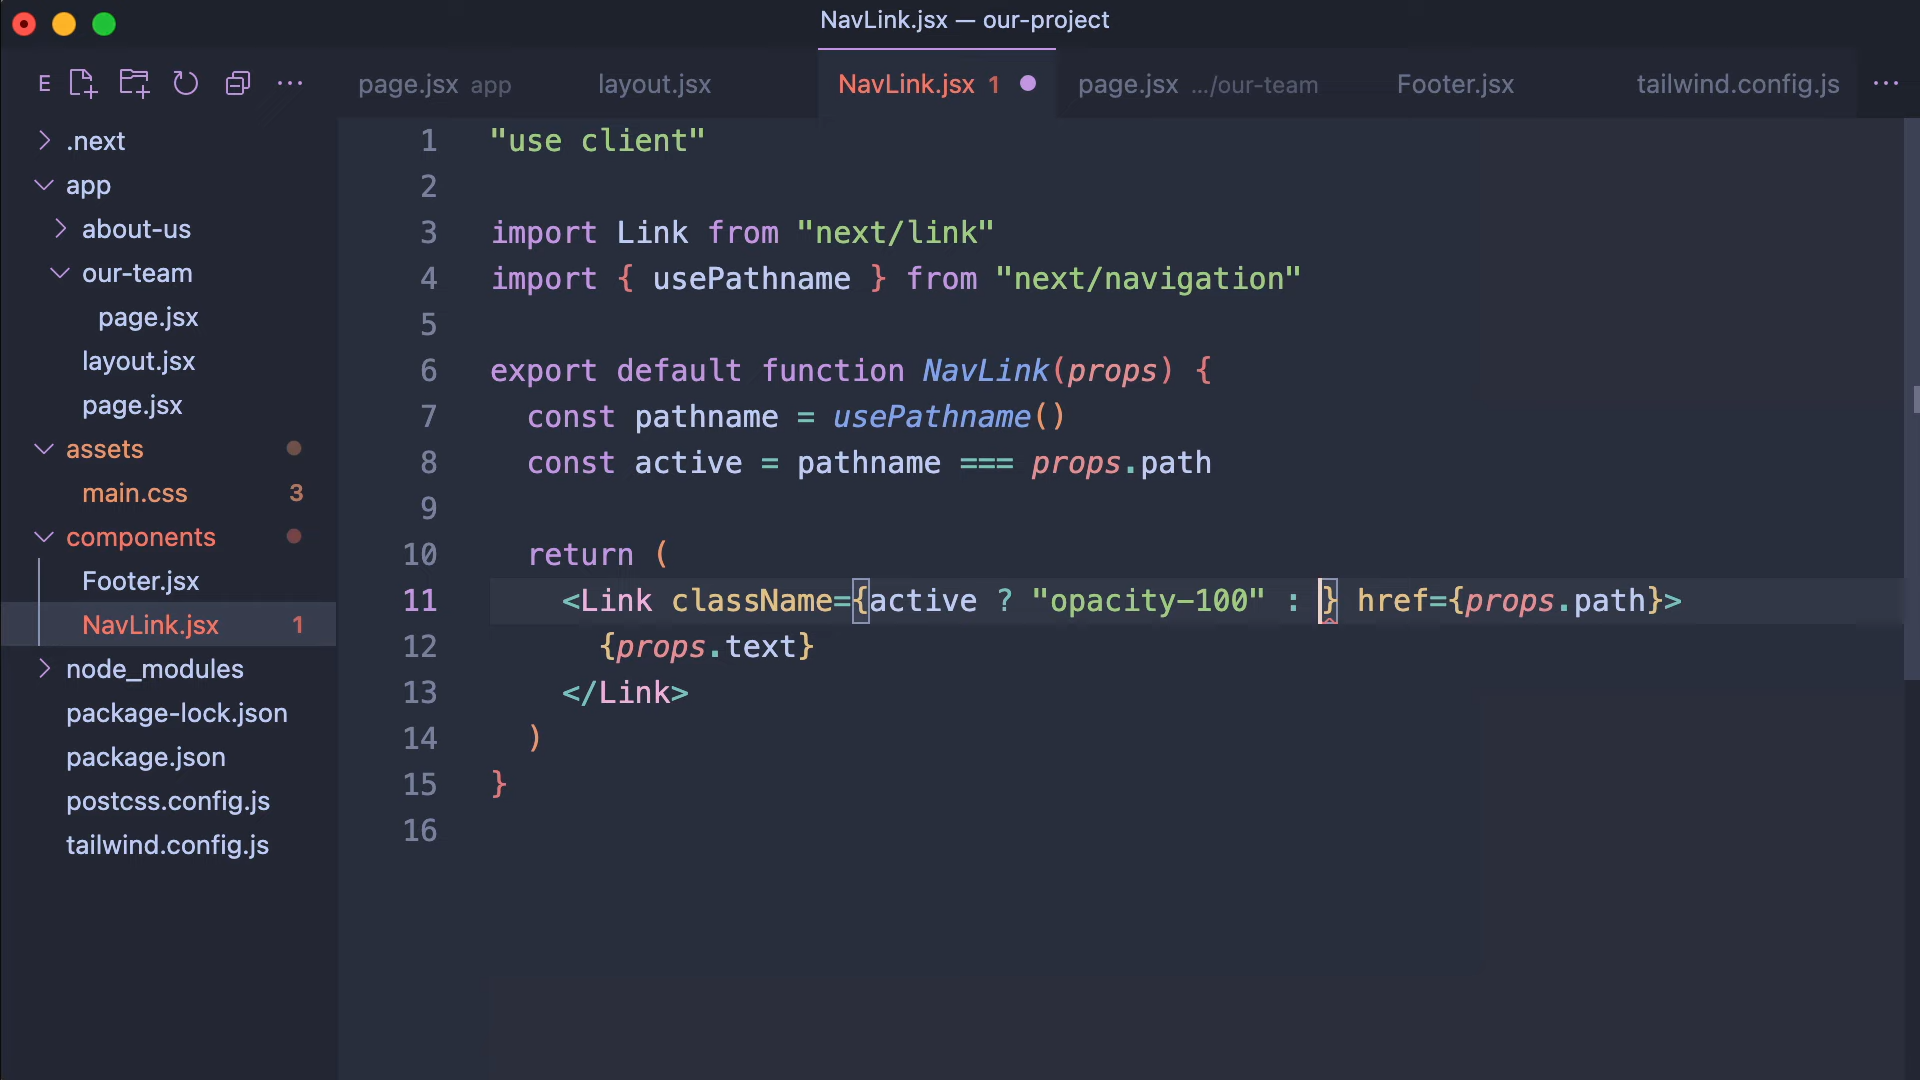 NavLink.jsx — our-project
E
page.jsx app
layout.jsx
NavLink.jsx 1
page.jsx .../our-team
Footer.jsx
tailwind.config.js
.next
app
about-us
our-team
page.jsx
layout.jsx
page.jsx
assets
main.css 3
components
Footer.jsx
NavLink.jsx 1
node_modules
package-lock.json
package.json
postcss.config.js
tailwind.config.js
1 "use client"
2
3 import Link from "next/link"
4 import { usePathname } from "next/navigation"
5
6 export default function NavLink(props) {
7 const pathname = usePathname()
8 const active = pathname === props.path
9
10 return (
11 <Link className={active ? "opacity-100" : } href={props.path}>
12 {props.text}
13 </Link>
14 )
15 }
16